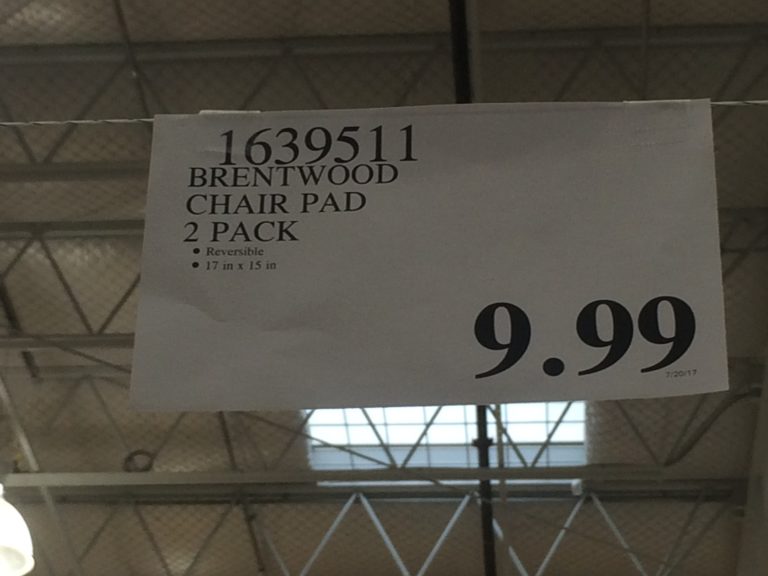 1639511
BRENTWOOD
CHAIR PAD
2 PACK
• Reversible
• 17 in x 15 in
9.99
7/20/17